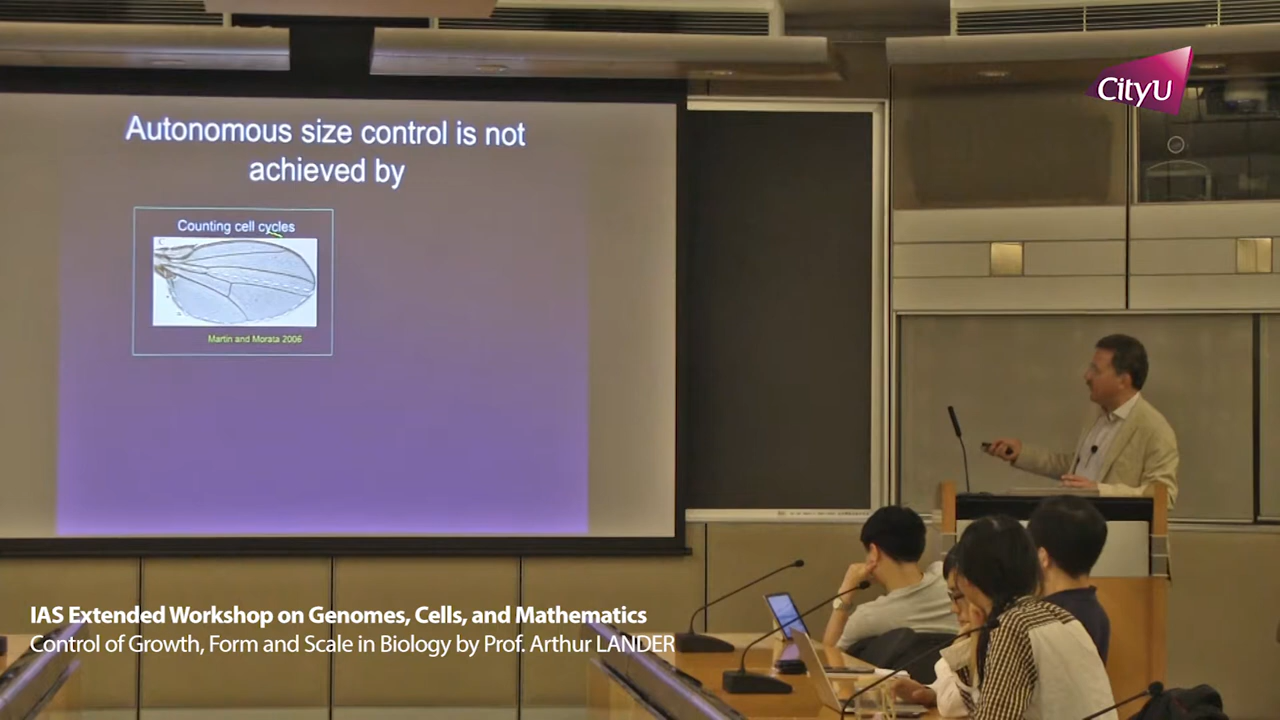 CityU
Autonomous size control is not
achieved by
Counting cell cycles
Martin and Morata 2006
IAS Extended Workshop on Genomes, Cells, and Mathematics
Control of Growth, Form and Scale in Biology by Prof. Arthur LANDER